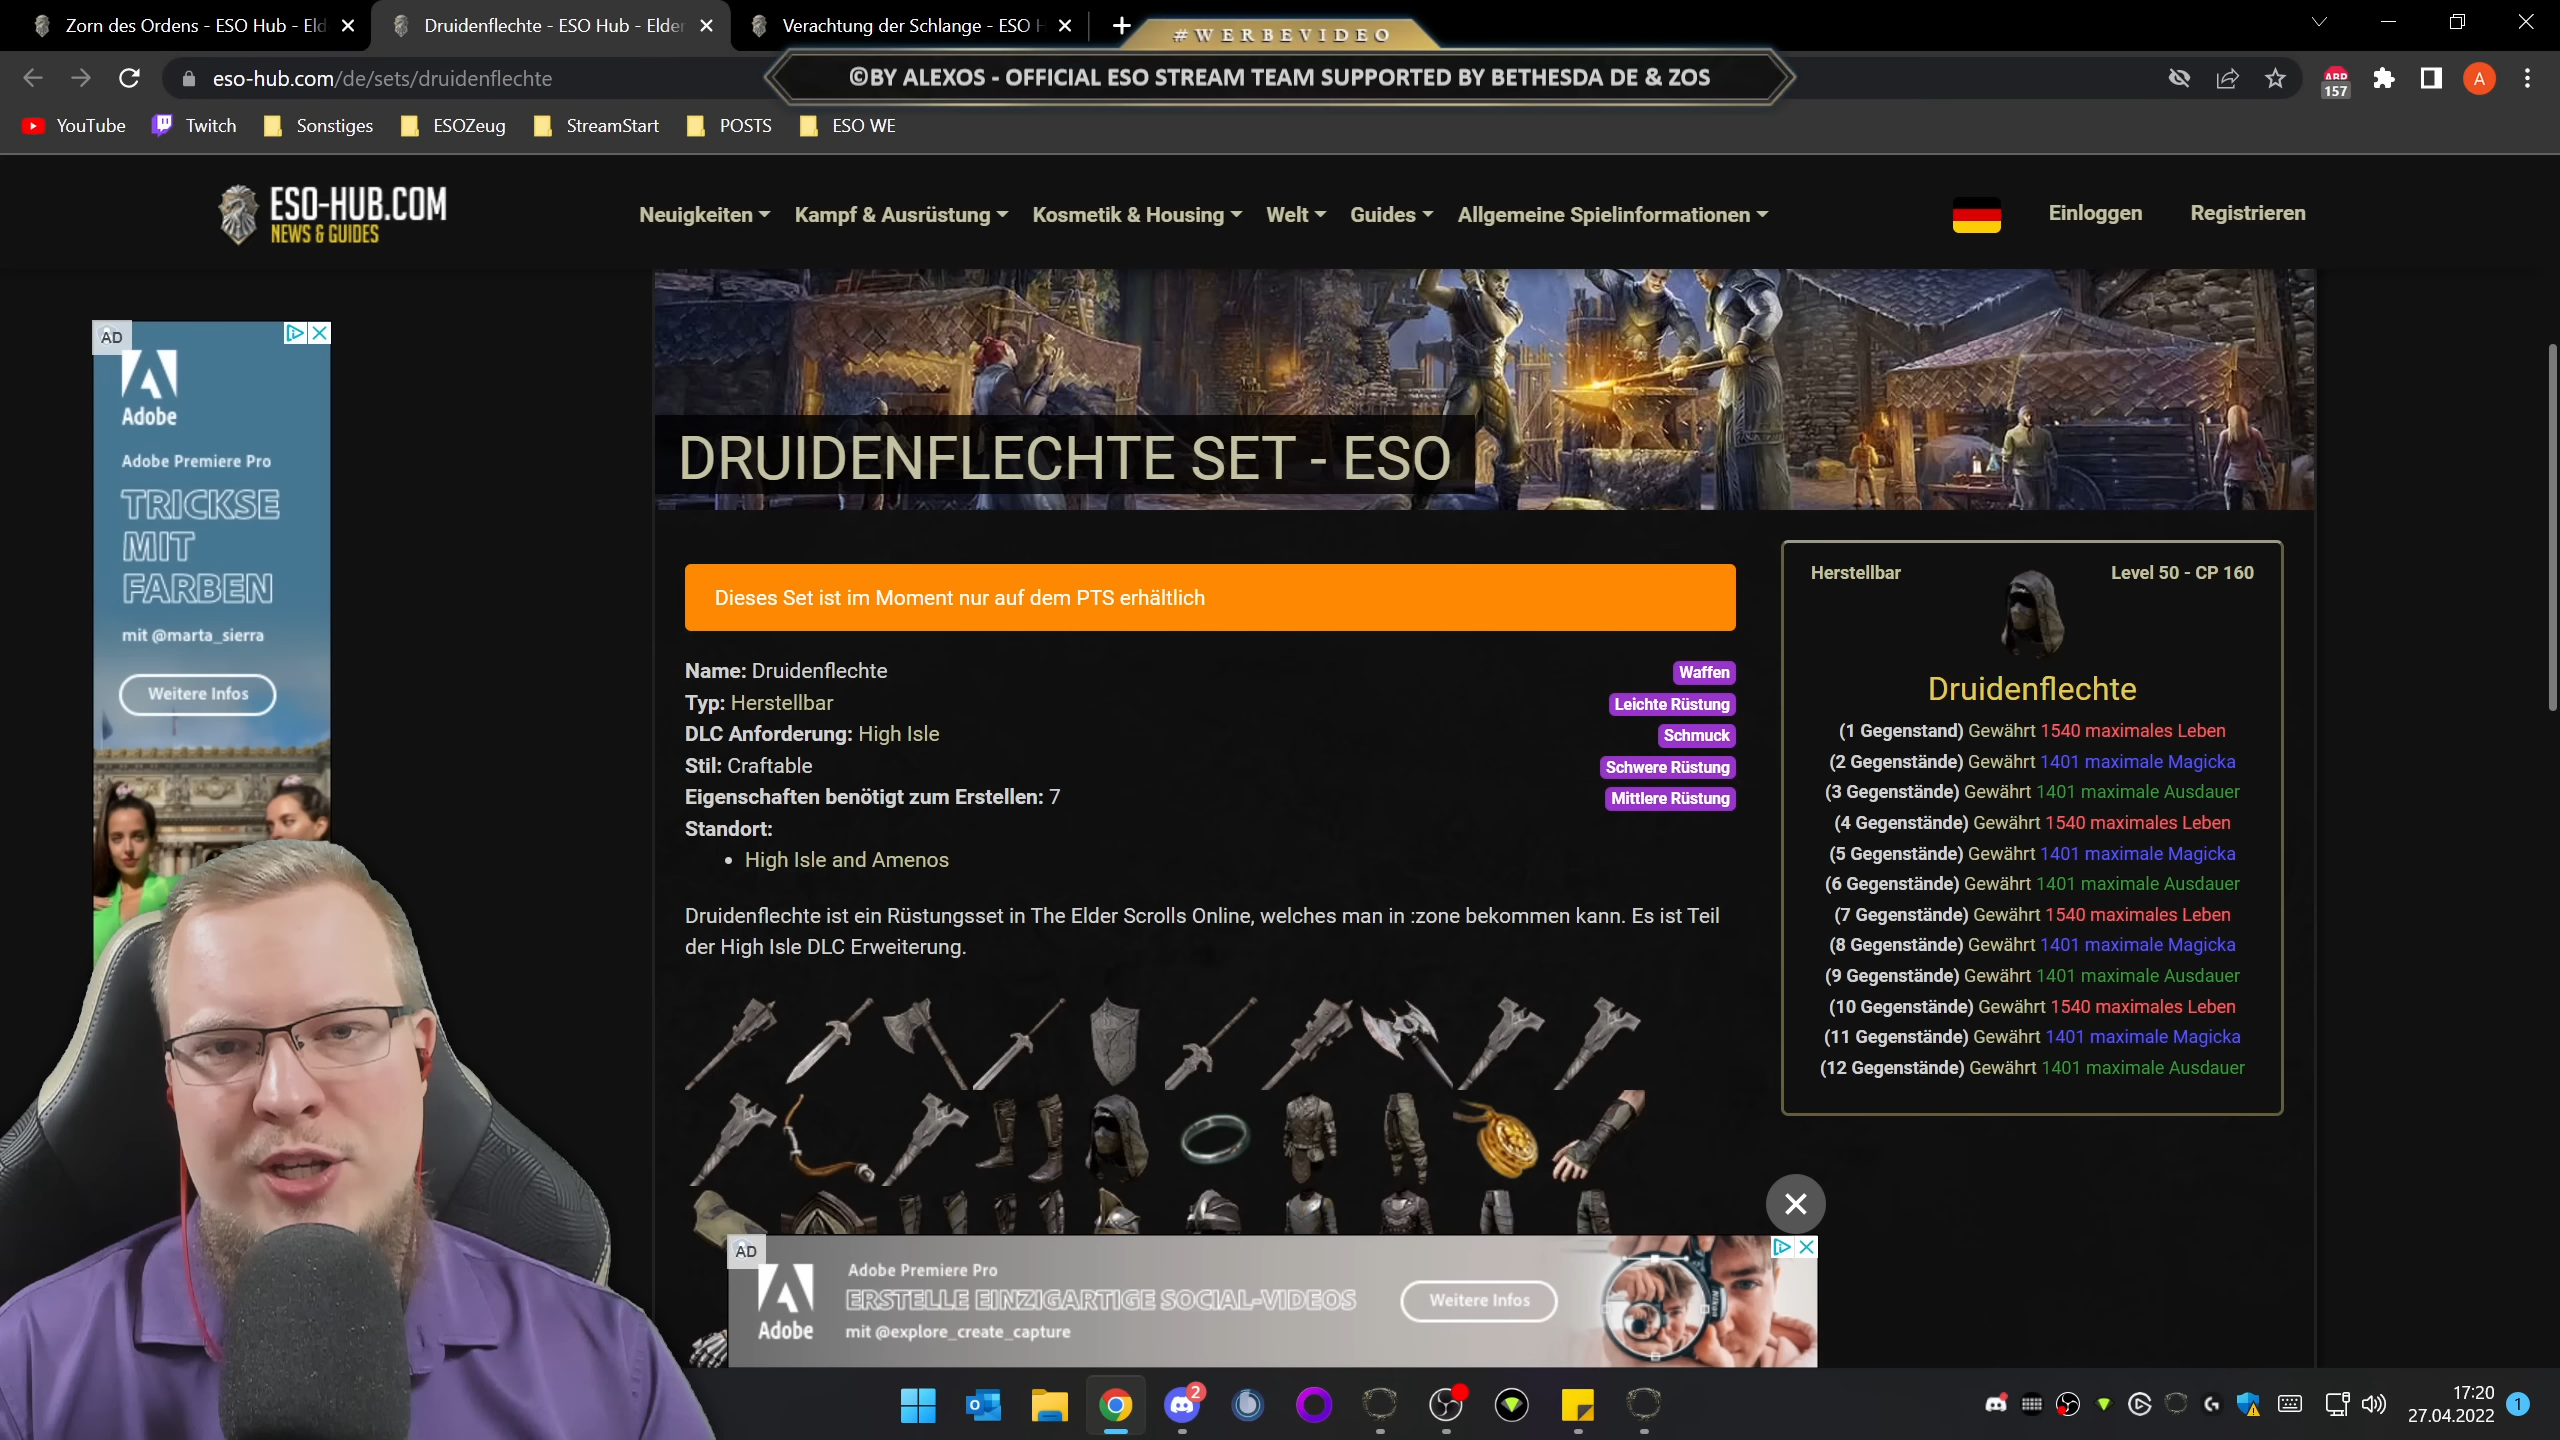 Zorn des Ordens - ESO Hub - Eld
Druidenflechte - ESO Hub - Elder
Verachtung der Schlange - ESO H
#WERBEVIDEO
©BY ALEXOS - OFFICIAL ESO STREAM TEAM SUPPORTED BY BETHESDA DE & ZOS
eso-hub.com/de/sets/druidenflechte
ABP
157
A
YouTube
Twitch
Sonstiges
ESOZeug
StreamStart
POSTS
ESO WE
ESO-HUB.COM
NEWS & GUIDES
Neuigkeiten
Kampf & Ausrüstung
Kosmetik & Housing
Welt
Guides
Allgemeine Spielinformationen
Einloggen
Registrieren
AD
Adobe
Adobe Premiere Pro
TRICKSE
MIT
FARBEN
mit @marta_sierra
Weitere Infos
DRUIDENFLECHTE SET - ESO
Dieses Set ist im Moment nur auf dem PTS erhältlich
Name: Druidenflechte
Typ: Herstellbar
DLC Anforderung: High Isle
Stil: Craftable
Eigenschaften benötigt zum Erstellen: 7
Standort:
• High Isle and Amenos
Waffen
Leichte Rüstung
Schmuck
Schwere Rüstung
Mittlere Rüstung
Druidenflechte ist ein Rüstungsset in The Elder Scrolls Online, welches man in :zone bekommen kann. Es ist Teil
der High Isle DLC Erweiterung.
Herstellbar
Level 50 - CP 160
Druidenflechte
(1 Gegenstand) Gewährt 1540 maximales Leben
(2 Gegenstände) Gewährt 1401 maximale Magicka
(3 Gegenstände) Gewährt 1401 maximale Ausdauer
(4 Gegenstände) Gewährt 1540 maximales Leben
(5 Gegenstände) Gewährt 1401 maximale Magicka
(6 Gegenstände) Gewährt 1401 maximale Ausdauer
(7 Gegenstände) Gewährt 1540 maximales Leben
(8 Gegenstände) Gewährt 1401 maximale Magicka
(9 Gegenstände) Gewährt 1401 maximale Ausdauer
(10 Gegenstände) Gewährt 1540 maximales Leben
(11 Gegenstände) Gewährt 1401 maximale Magicka
(12 Gegenstände) Gewährt 1401 maximale Ausdauer
AD
Adobe
Adobe Premiere Pro
ERSTELLE EINZIGARTIGE SOCIAL-VIDEOS
mit @explore_create_capture
Weitere Infos
2
17:20
27.04.2022
1